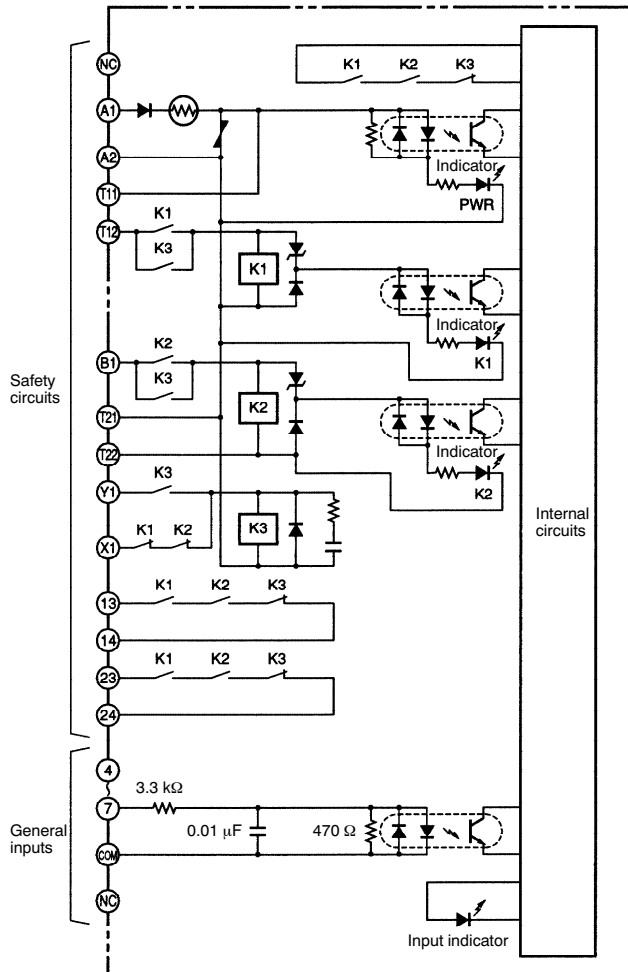 NC
K1 K2 K3
A1
A2
Indicator
T11
PWR
T12
K1
K3
K1
Indicator
K1
B1
K2
K3
K2
Safety
circuits
T21
T22
Indicator
K2
Y1
K3
K3
Internal
circuits
X1
K1 K2
13
K1 K2 K3
14
23
K1 K2 K3
24
4
3.3 kΩ
7
0.01 μF
470 Ω
General
inputs
COM
NC
Input indicator